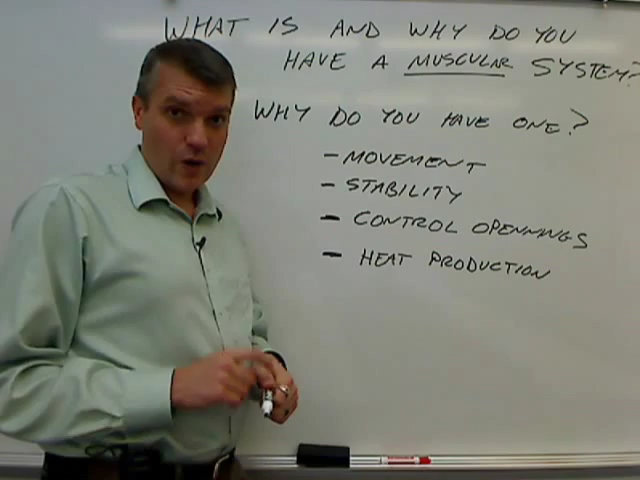 WHAT IS AND WHY DO YOU
HAVE A MUSCULAR SYSTEM?
WHY DO YOU HAVE ONE?
- MOVEMENT
- STABILITY
- CONTROL OPENNINGS
- HEAT PRODUCTION